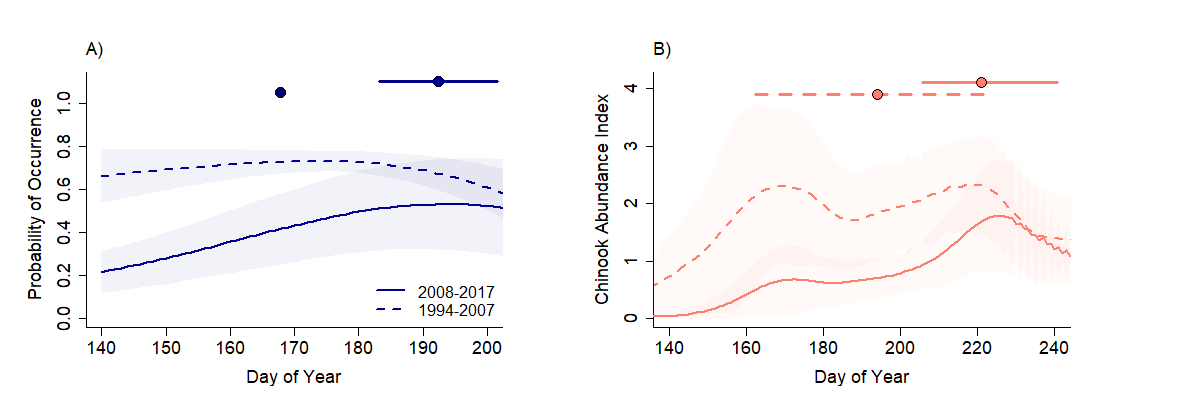 A)
Probability of Occurrence
0.0 0.2 0.4 0.6 0.8 1.0
2008-2017
1994-2007
140 150 160 170 180 190 200
Day of Year
B)
Chinook Abundance Index
0 1 2 3 4
140 160 180 200 220 240
Day of Year